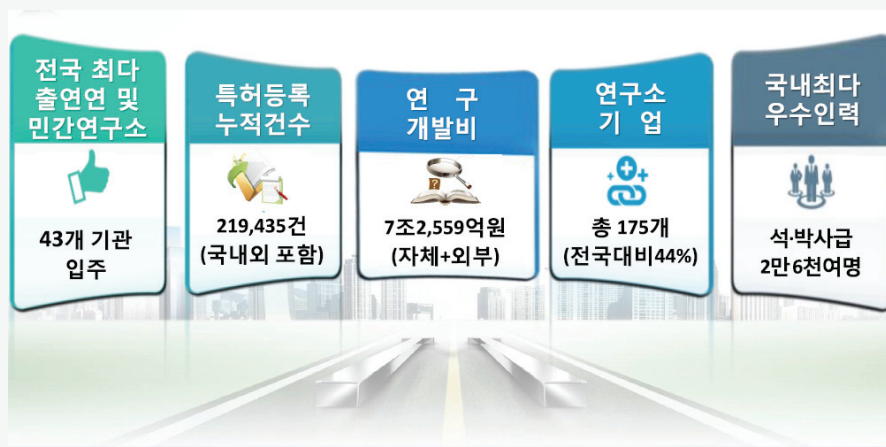 전국 최다
출연연 및
민간연구소
43개 기관
입주
특허등록
누적건수
219,435건
(국내외 포함)
연 구
개발비
?
7조2,559억원
(자체+외부)
연구소
기 업
총 175개
(전국대비44%)
국내최다
우수인력
석·박사급
2만6천여명